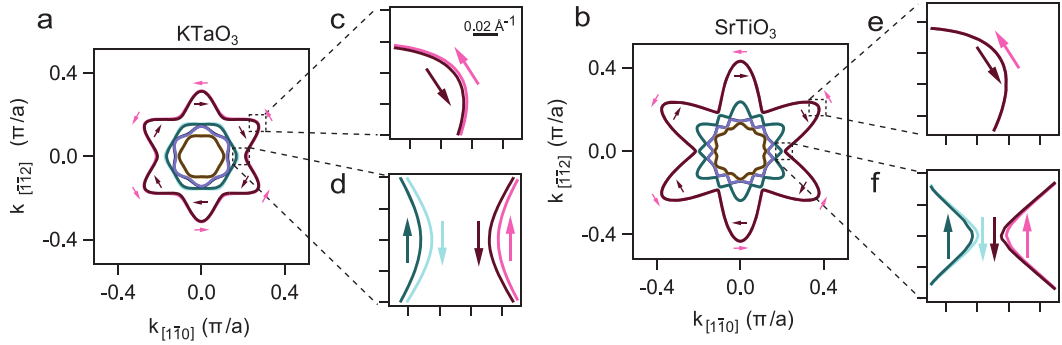 a
KTaO₃
0.4
0.0
-0.4
k[1̄1̄2] (π/a)
-0.4
0.0
0.4
k[11̄0] (π/a)
c
0.02 Å⁻¹
d
b
SrTiO₃
0.4
0.0
-0.4
k[1̄1̄2] (π/a)
-0.4
0.0
0.4
k[11̄0] (π/a)
e
f